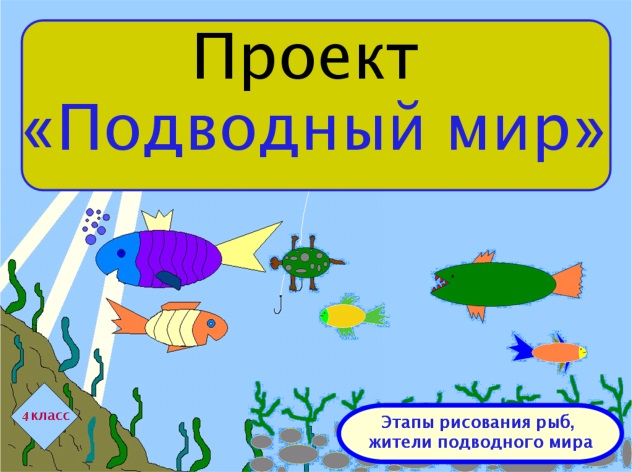 Проект
«Подводный мир»
4 класс
Этапы рисования рыб,
жители подводного мира